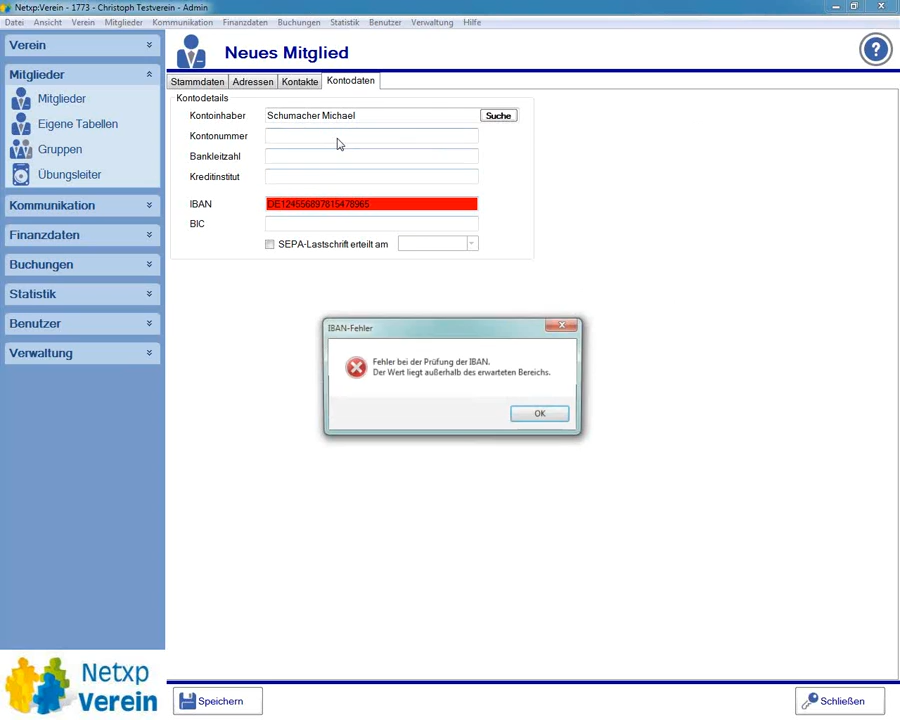 Netxp:Verein - 1773 - Christoph Testverein - Admin
Datei Ansicht Verein Mitglieder Kommunikation Finanzdaten Buchungen Statistik Benutzer Verwaltung Hilfe
Verein
Mitglieder
Mitglieder
Eigene Tabellen
Gruppen
Übungsleiter
Kommunikation
Finanzdaten
Buchungen
Statistik
Benutzer
Verwaltung
Netxp
Verein
Neues Mitglied
?
Stammdaten Adressen Kontakte Kontodaten
Kontodetails
Kontoinhaber Schumacher Michael Suche
Kontonummer
Bankleitzahl
Kreditinstitut
IBAN DE124556897815478965
BIC
SEPA-Lastschrift erteilt am
IBAN-Fehler
Fehler bei der Prüfung der IBAN.
Der Wert liegt außerhalb des erwarteten Bereichs.
OK
Speichern Schließen